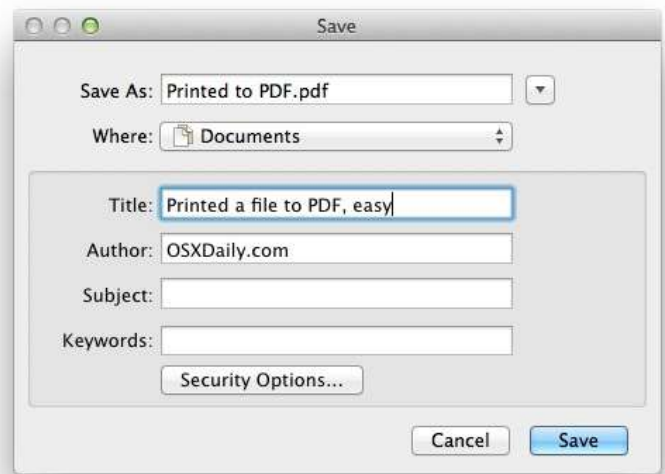 Save
Save As: Printed to PDF.pdf
Where: Documents
Title: Printed a file to PDF, easy
Author: OSXDaily.com
Subject:
Keywords:
Security Options...
Cancel Save